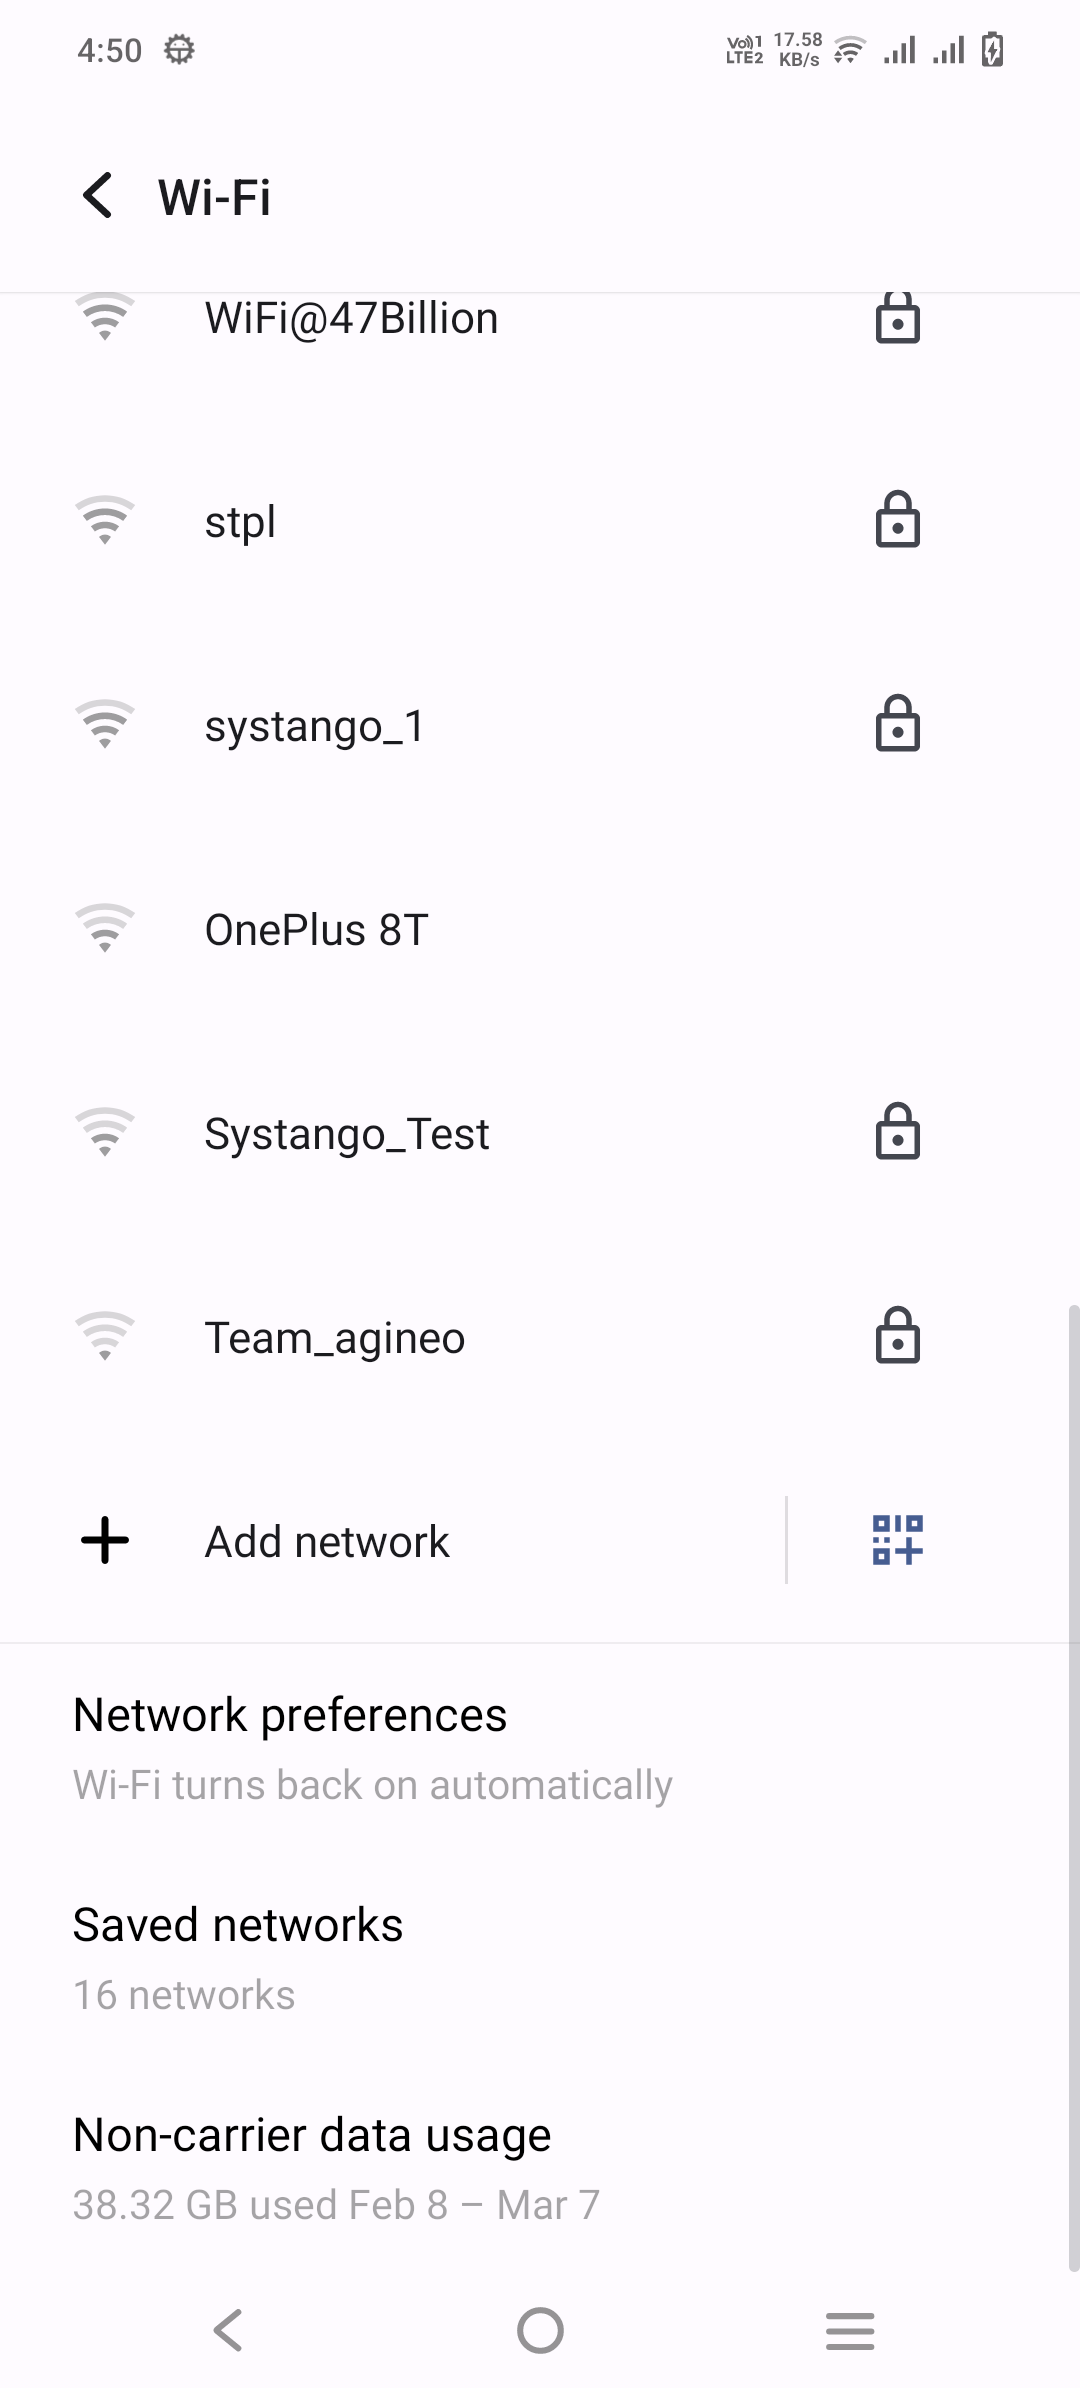 4:50
Vo)) 1
LTE2
17.58
KB/s
Wi-Fi
WiFi@47Billion
stpl
systango_1
OnePlus 8T
Systango_Test
Team_agineo
Add network
Network preferences
Wi-Fi turns back on automatically
Saved networks
16 networks
Non-carrier data usage
38.32 GB used Feb 8 – Mar 7